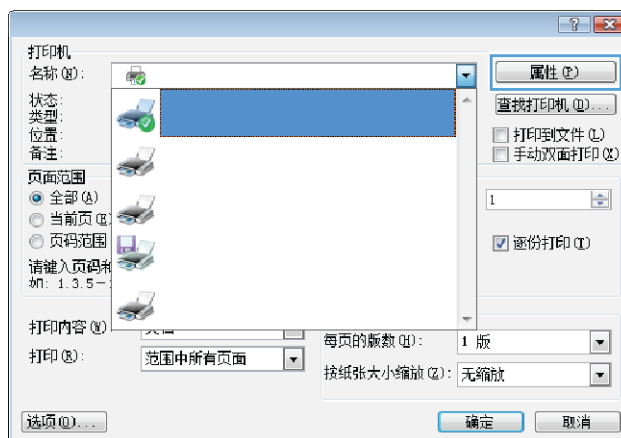 打印机
名称(N):
属性(P)
状态:
类型:
查找打印机(D)...
位置:
打印到文件(L)
备注:
手动双面打印(X)
页面范围
全部(A)
1
当前页(E)
页码范围
逐份打印(T)
请键入页码和
如: 1.3.5-
打印内容(W):
每页的版数(H):
1 版
打印(R):
范围中所有页面
按纸张大小缩放(Z):
无缩放
选项(O)...
确定
取消